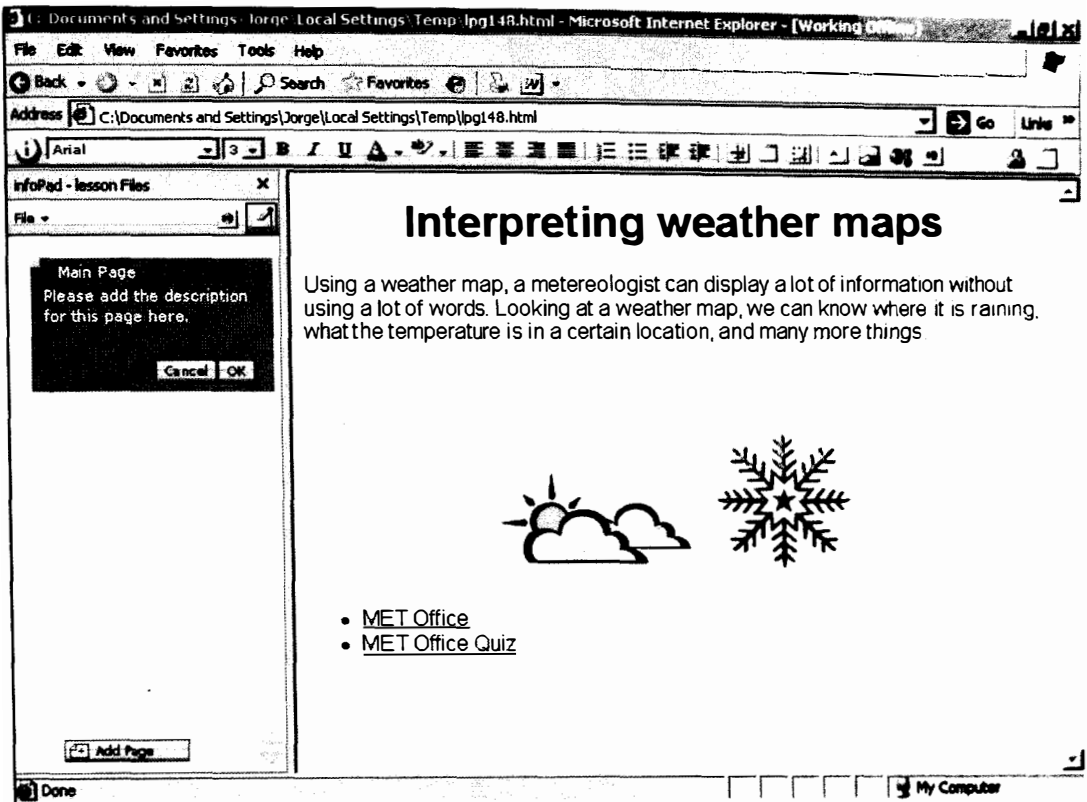 C:\Documents and Settings\Jorge\Local Settings\Temp\lpg148.html - Microsoft Internet Explorer - [Working
File Edit View Favorites Tools Help
Back Search Favorites
Address C:\Documents and Settings\Jorge\Local Settings\Temp\lpg148.html Go Links »
Arial 3 B I U A
infoPad - lesson Files x
File
Main Page
Please add the description
for this page here.
Cancel OK
Add Page
Interpreting weather maps
Using a weather map, a metereologist can display a lot of information without
using a lot of words. Looking at a weather map, we can know where it is raining,
what the temperature is in a certain location, and many more things.
• MET Office
• MET Office Quiz
Done My Computer